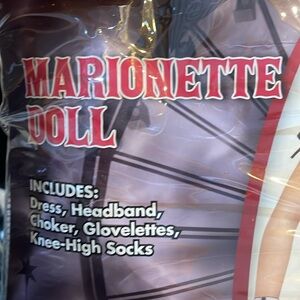 MARIONETTE
DOLL
INCLUDES:
Dress, Headband,
Choker, Glovelettes,
Knee-High Socks